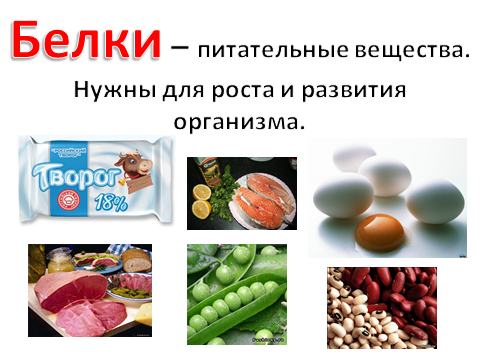 Белки – питательные вещества.
Нужны для роста и развития
организма.
Творог
18%